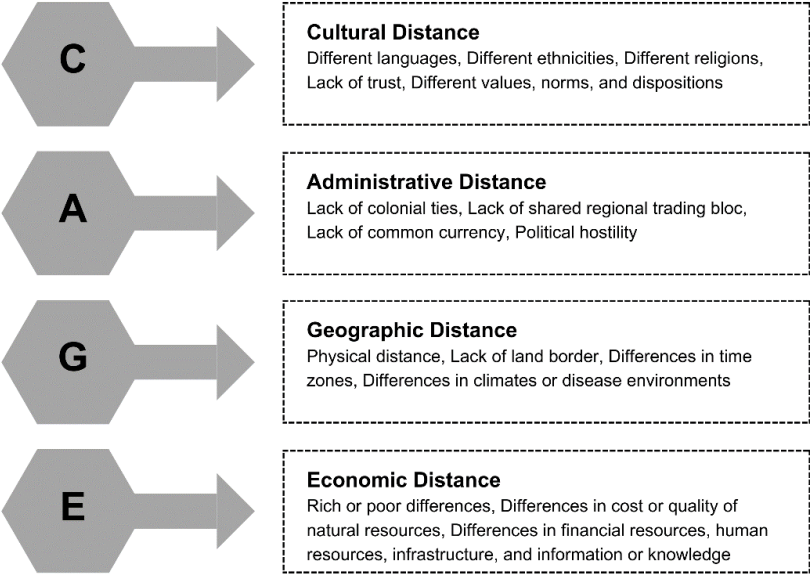 C
Cultural Distance
Different languages, Different ethnicities, Different religions,
Lack of trust, Different values, norms, and dispositions
A
Administrative Distance
Lack of colonial ties, Lack of shared regional trading bloc,
Lack of common currency, Political hostility
G
Geographic Distance
Physical distance, Lack of land border, Differences in time
zones, Differences in climates or disease environments
E
Economic Distance
Rich or poor differences, Differences in cost or quality of
natural resources, Differences in financial resources, human
resources, infrastructure, and information or knowledge